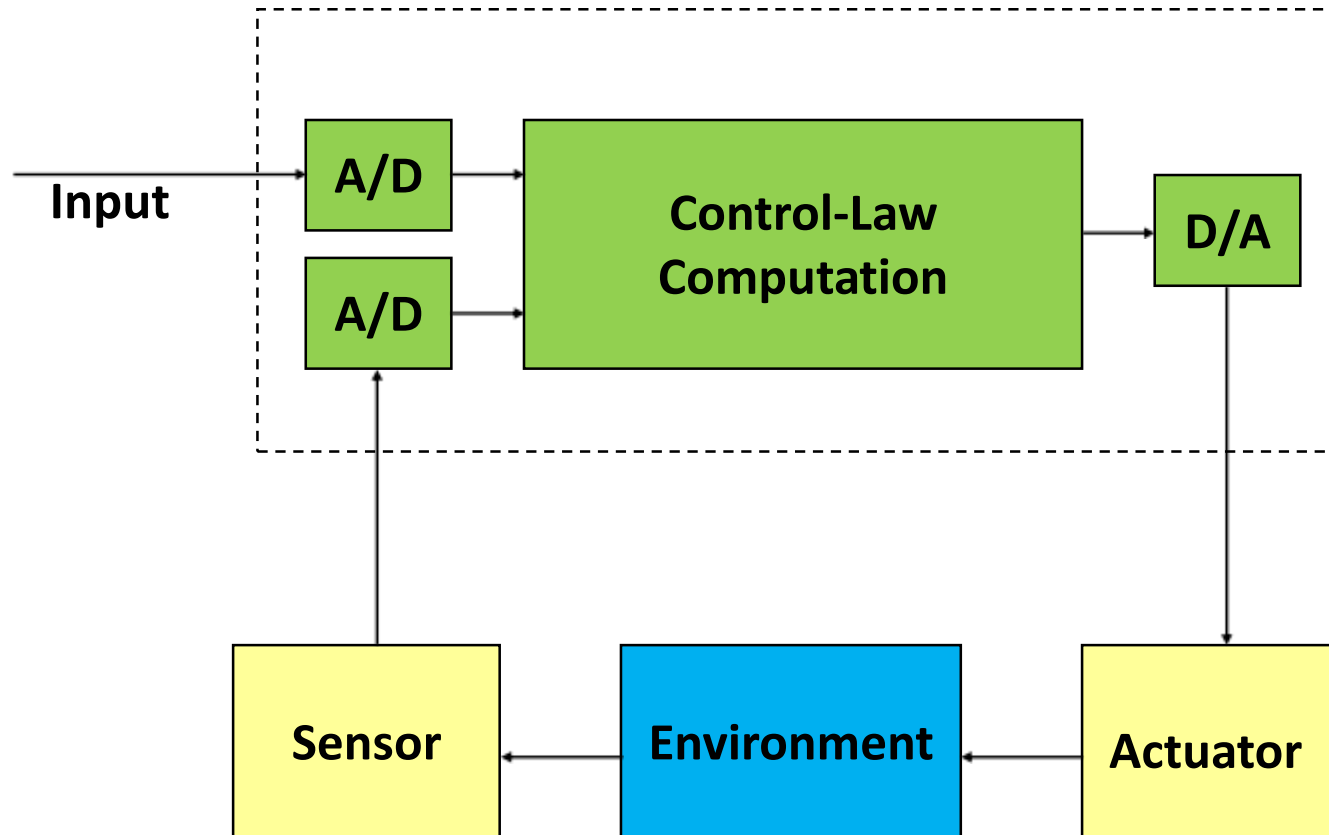 Input
A/D
A/D
Control-Law
Computation
D/A
Sensor
Environment
Actuator